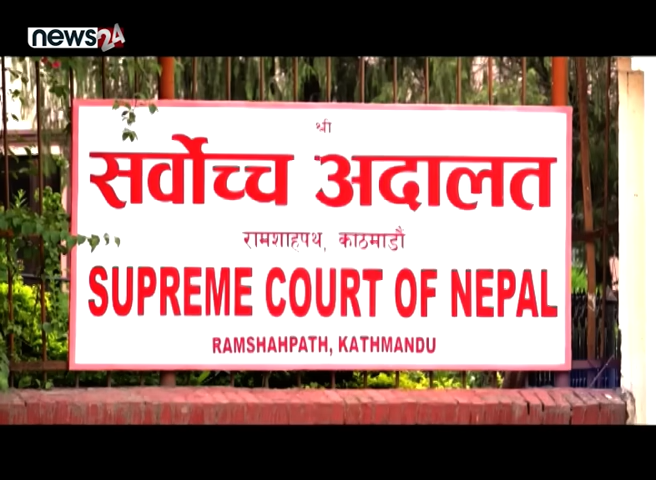 news24
श्री
सर्वोच्च अदालत
रामशाहपथ, काठमाडौं
SUPREME COURT OF NEPAL
RAMSHAHPATH, KATHMANDU